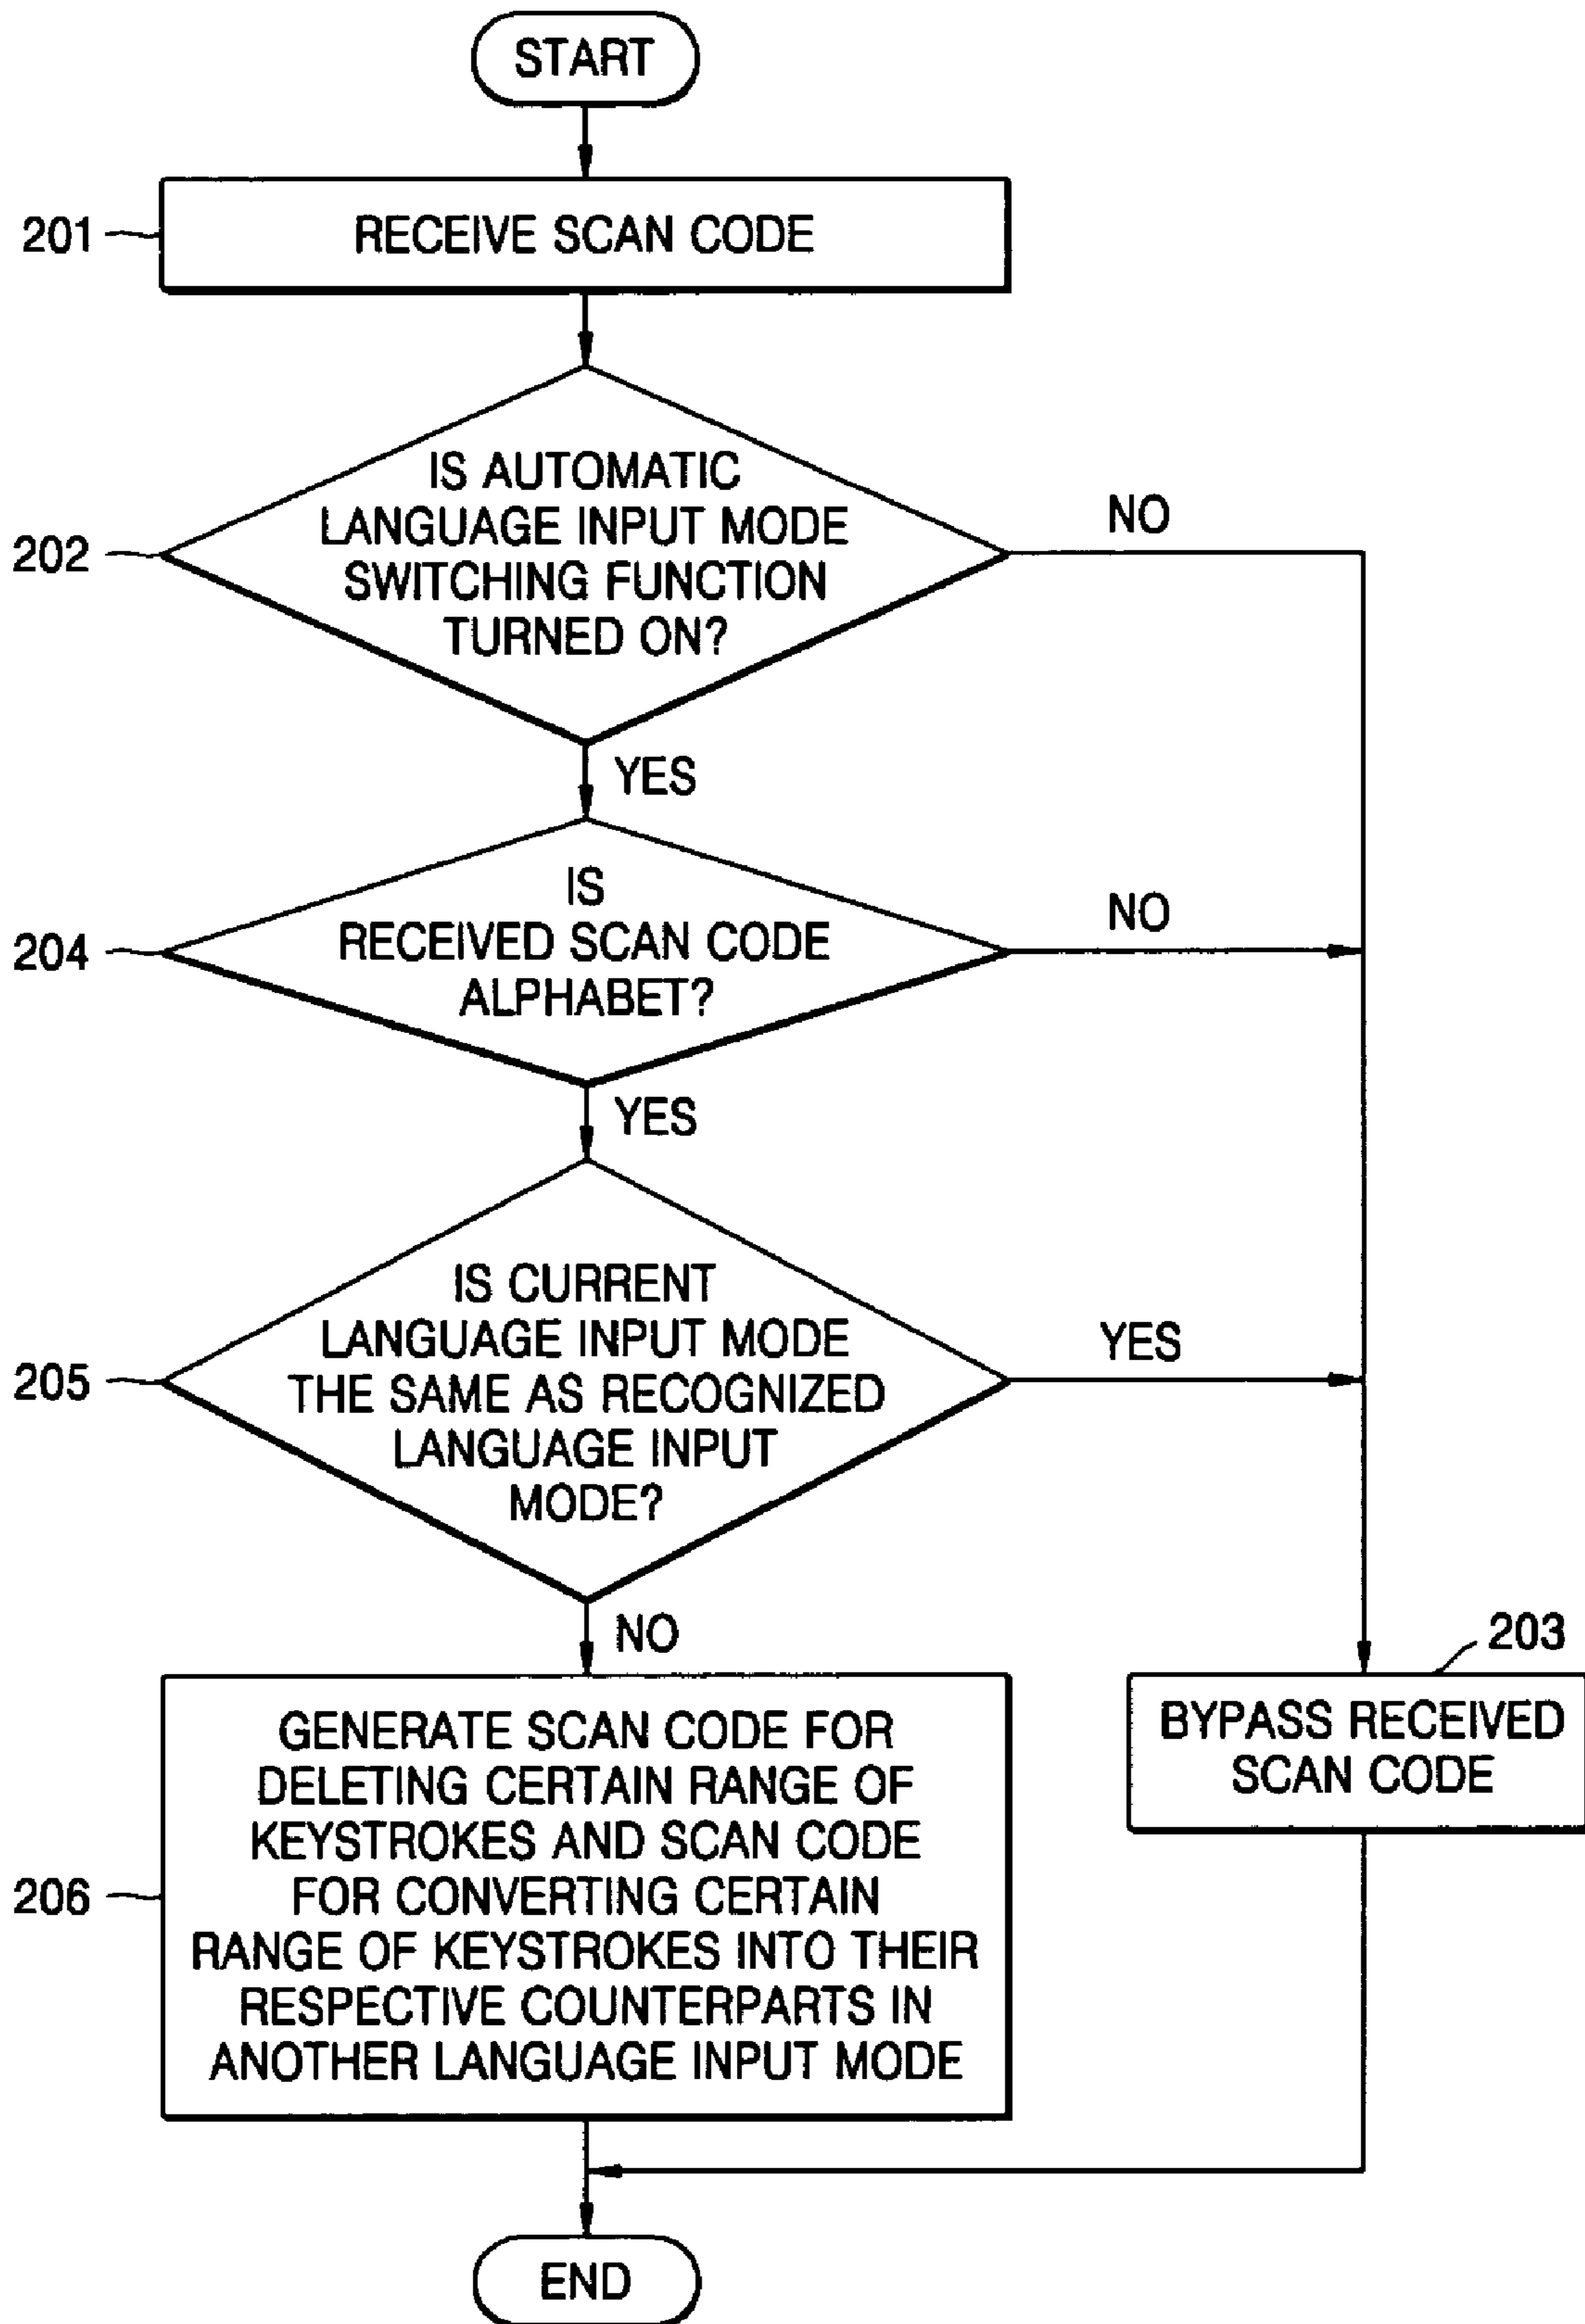 START
201
RECEIVE SCAN CODE
202
IS AUTOMATIC
LANGUAGE INPUT MODE
SWITCHING FUNCTION
TURNED ON?
NO
YES
204
IS
RECEIVED SCAN CODE
ALPHABET?
NO
YES
205
IS CURRENT
LANGUAGE INPUT MODE
THE SAME AS RECOGNIZED
LANGUAGE INPUT
MODE?
YES
NO
206
GENERATE SCAN CODE FOR
DELETING CERTAIN RANGE OF
KEYSTROKES AND SCAN CODE
FOR CONVERTING CERTAIN
RANGE OF KEYSTROKES INTO THEIR
RESPECTIVE COUNTERPARTS IN
ANOTHER LANGUAGE INPUT MODE
203
BYPASS RECEIVED
SCAN CODE
END